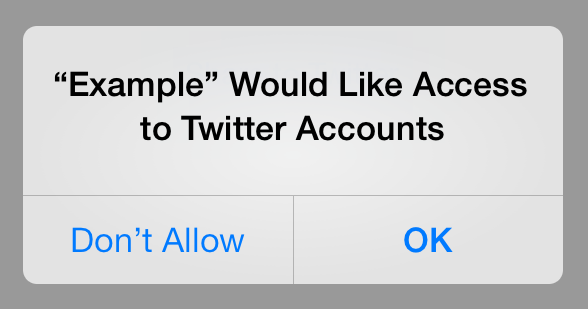 “Example” Would Like Access
to Twitter Accounts
Don’t Allow
OK